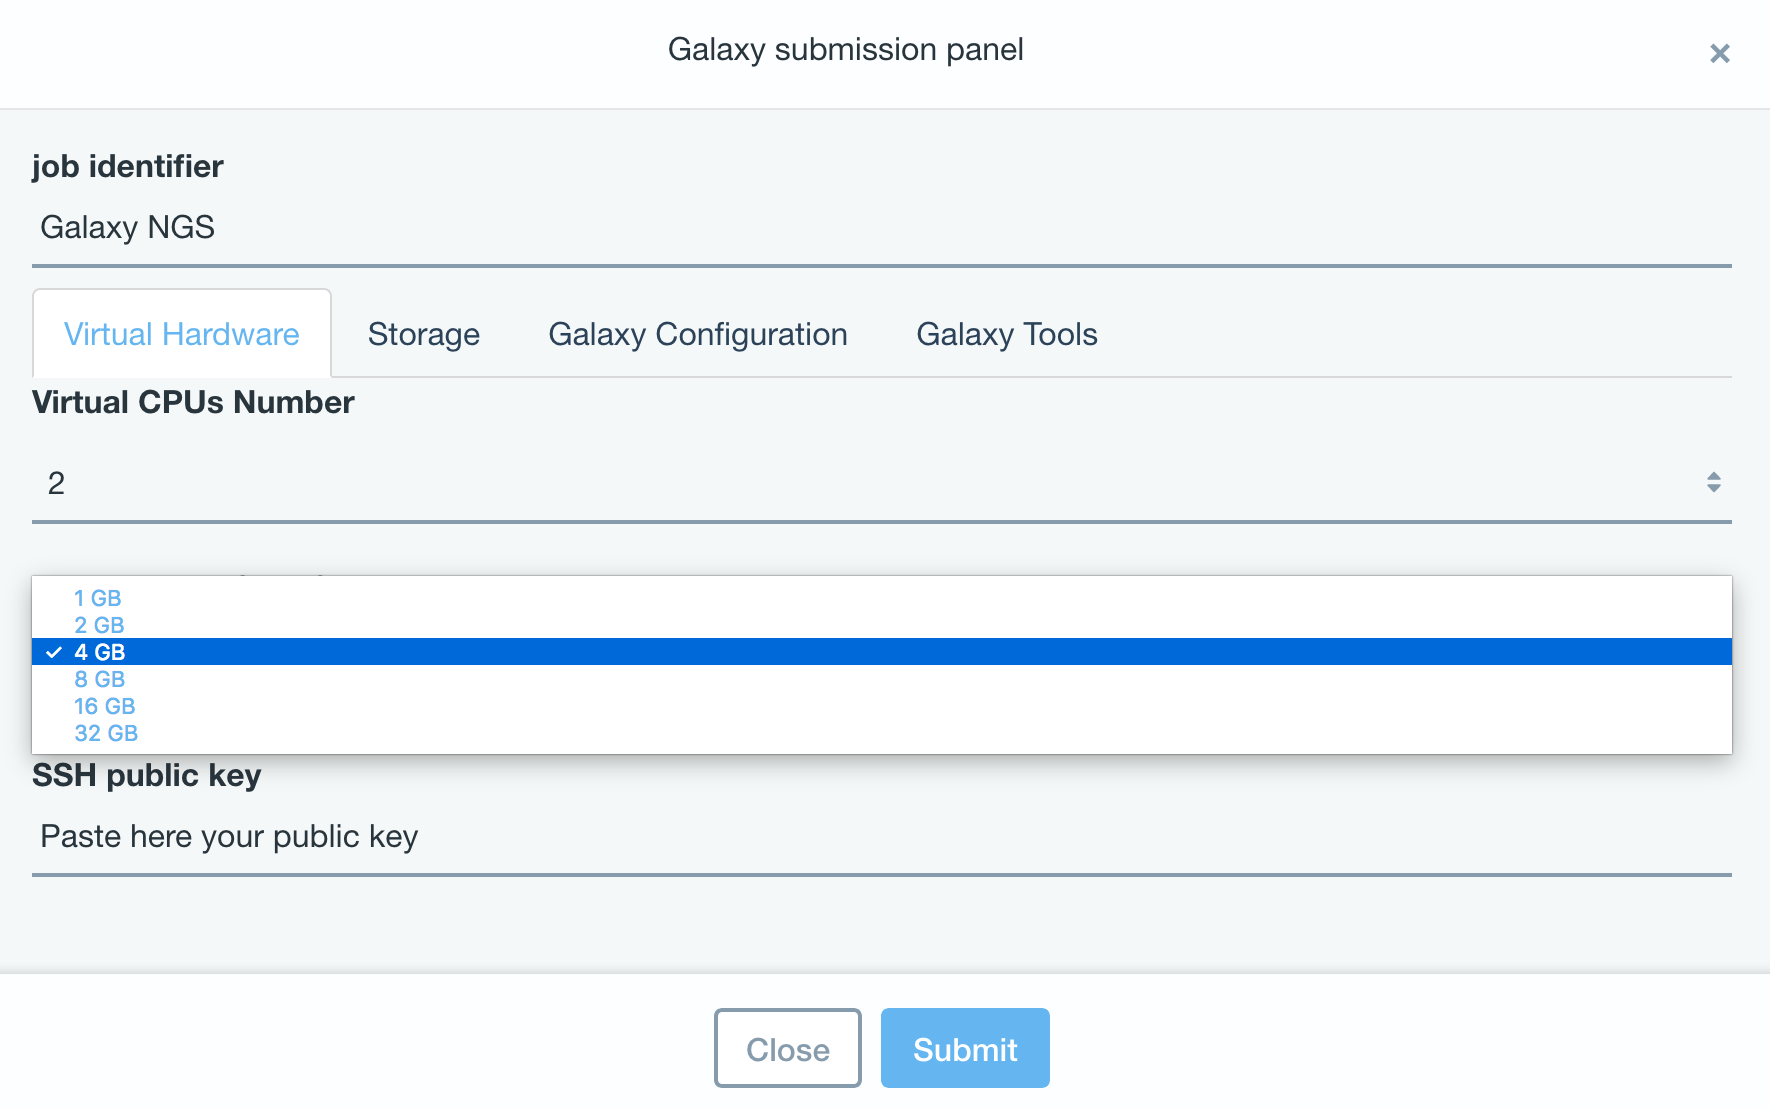 Galaxy submission panel
job identifier
Galaxy NGS
Virtual Hardware Storage Galaxy Configuration Galaxy Tools
Virtual CPUs Number
2
1 GB
2 GB
4 GB
8 GB
16 GB
32 GB
SSH public key
Paste here your public key
Close Submit